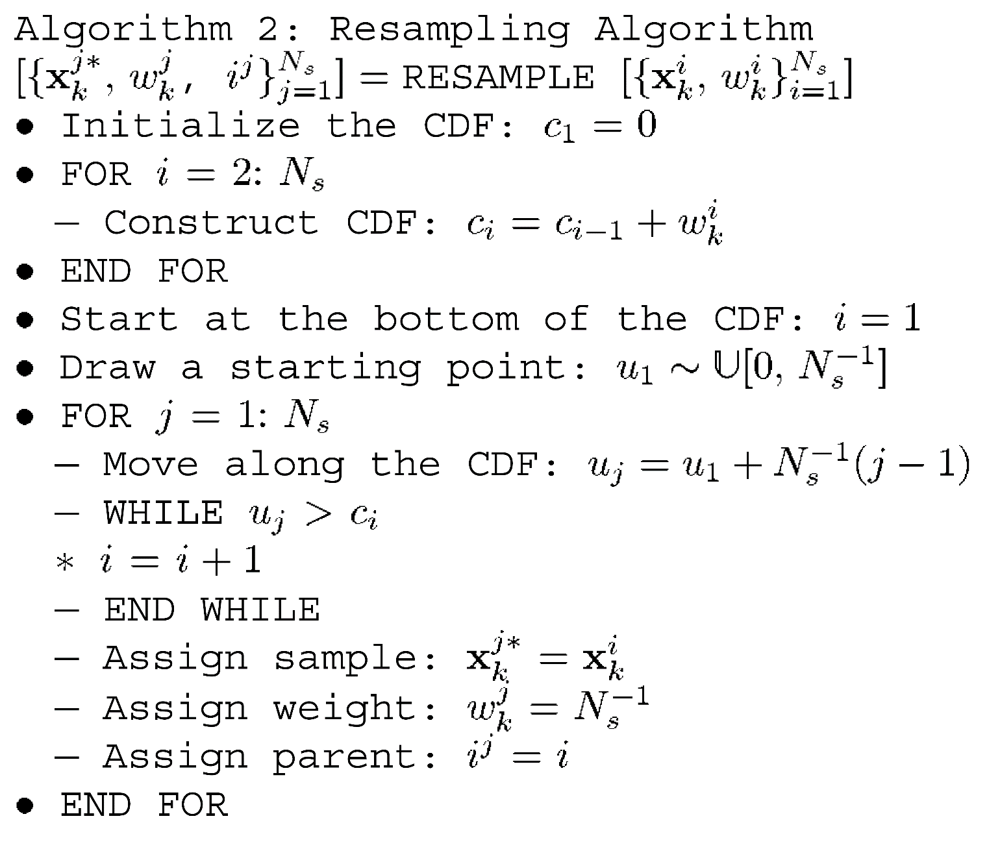 Algorithm 2: Resampling Algorithm
$[\{\mathbf{x}_k^{j*}, w_k^j, i^j\}_{j=1}^{N_s}] = \text{RESAMPLE } [\{\mathbf{x}_k^i, w_k^i\}_{i=1}^{N_s}]$
● Initialize the CDF: $c_1 = 0$
● FOR $i = 2: N_s$
– Construct CDF: $c_i = c_{i-1} + w_k^i$
● END FOR
● Start at the bottom of the CDF: $i = 1$
● Draw a starting point: $u_1 \sim \mathbb{U}[0, N_s^{-1}]$
● FOR $j = 1: N_s$
– Move along the CDF: $u_j = u_1 + N_s^{-1}(j - 1)$
– WHILE $u_j > c_i$
* $i = i + 1$
– END WHILE
– Assign sample: $\mathbf{x}_k^{j*} = \mathbf{x}_k^i$
– Assign weight: $w_k^j = N_s^{-1}$
– Assign parent: $i^j = i$
● END FOR